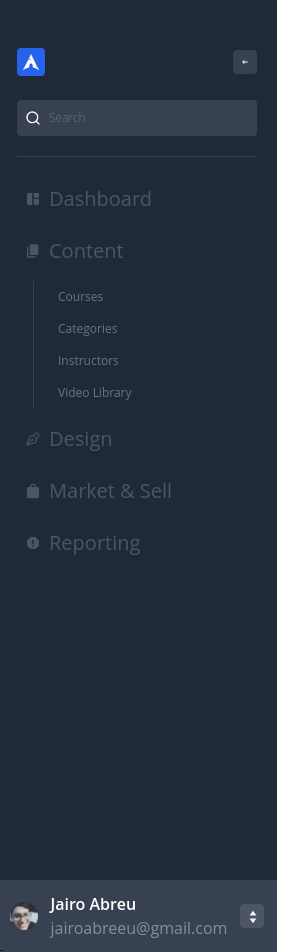 Search
Dashboard
Content
Courses
Categories
Instructors
Video Library
Design
Market & Sell
Reporting
Jairo Abreu
jairoabreeu@gmail.com